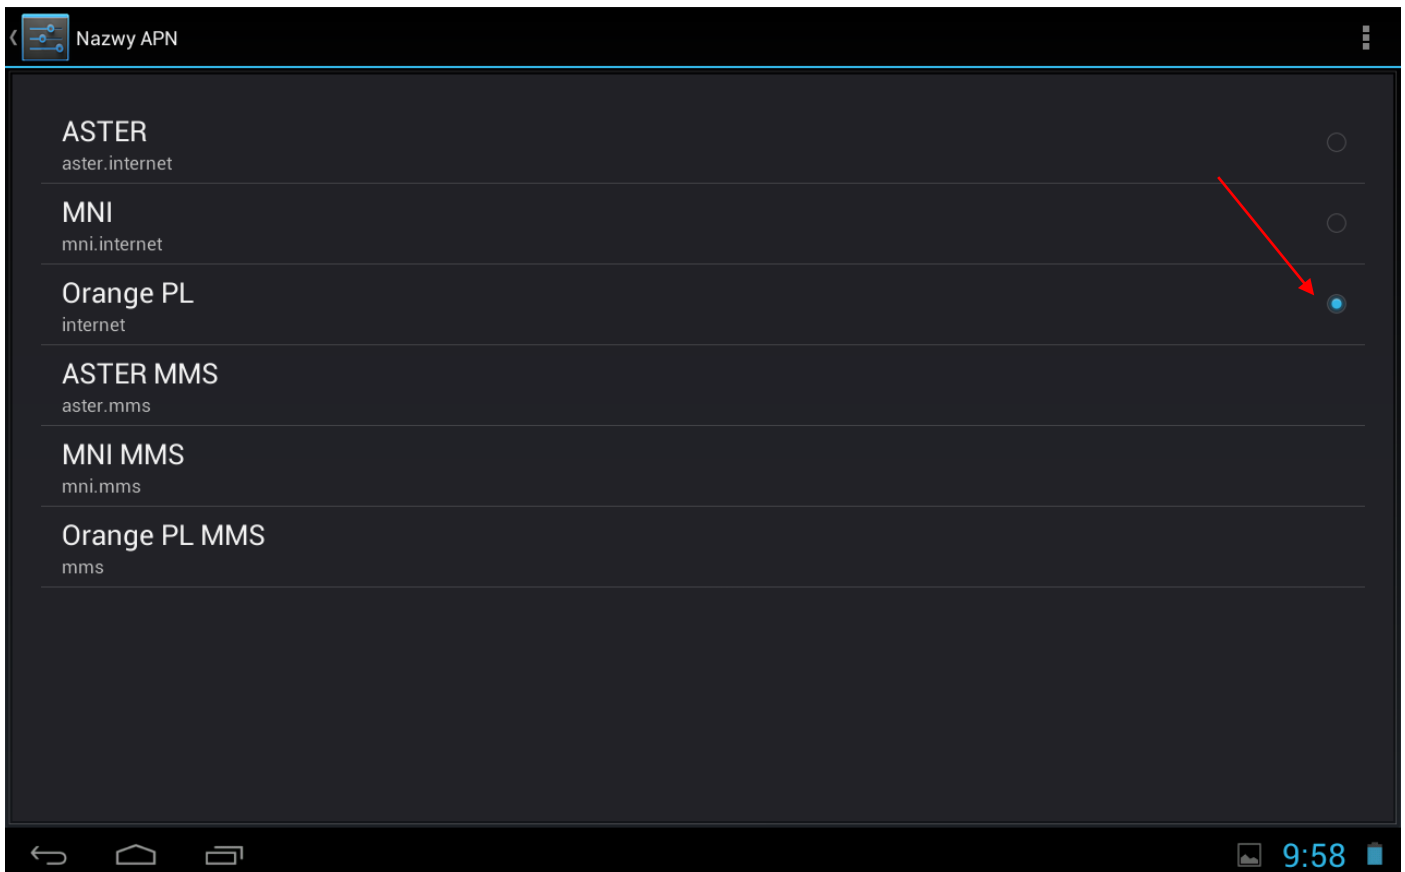 Nazwy APN
ASTER
aster.internet
MNI
mni.internet
Orange PL
internet
ASTER MMS
aster.mms
MNI MMS
mni.mms
Orange PL MMS
mms
9:58